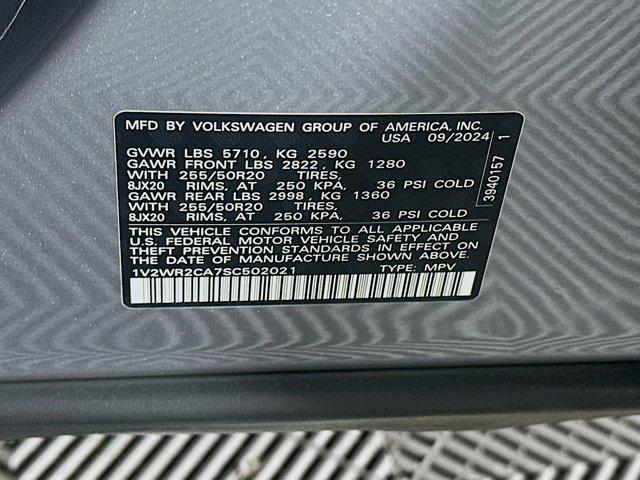 MFD BY VOLKSWAGEN GROUP OF AMERICA, INC.
USA 09/2024
GVWR LBS 5710, KG 2590
GAWR FRONT LBS 2822, KG 1280
WITH 255/50R20 TIRES,
8JX20 RIMS, AT 250 KPA, 36 PSI COLD
GAWR REAR LBS 2998, KG 1360
WITH 255/50R20 TIRES,
8JX20 RIMS, AT 250 KPA, 36 PSI COLD
THIS VEHICLE CONFORMS TO ALL APPLICABLE
U.S. FEDERAL MOTOR VEHICLE SAFETY AND
THEFT PREVENTION STANDARDS IN EFFECT ON
THE DATE OF MANUFACTURE SHOWN ABOVE.
1V2WR2CA7SC502021 TYPE: MPV
3940157 1